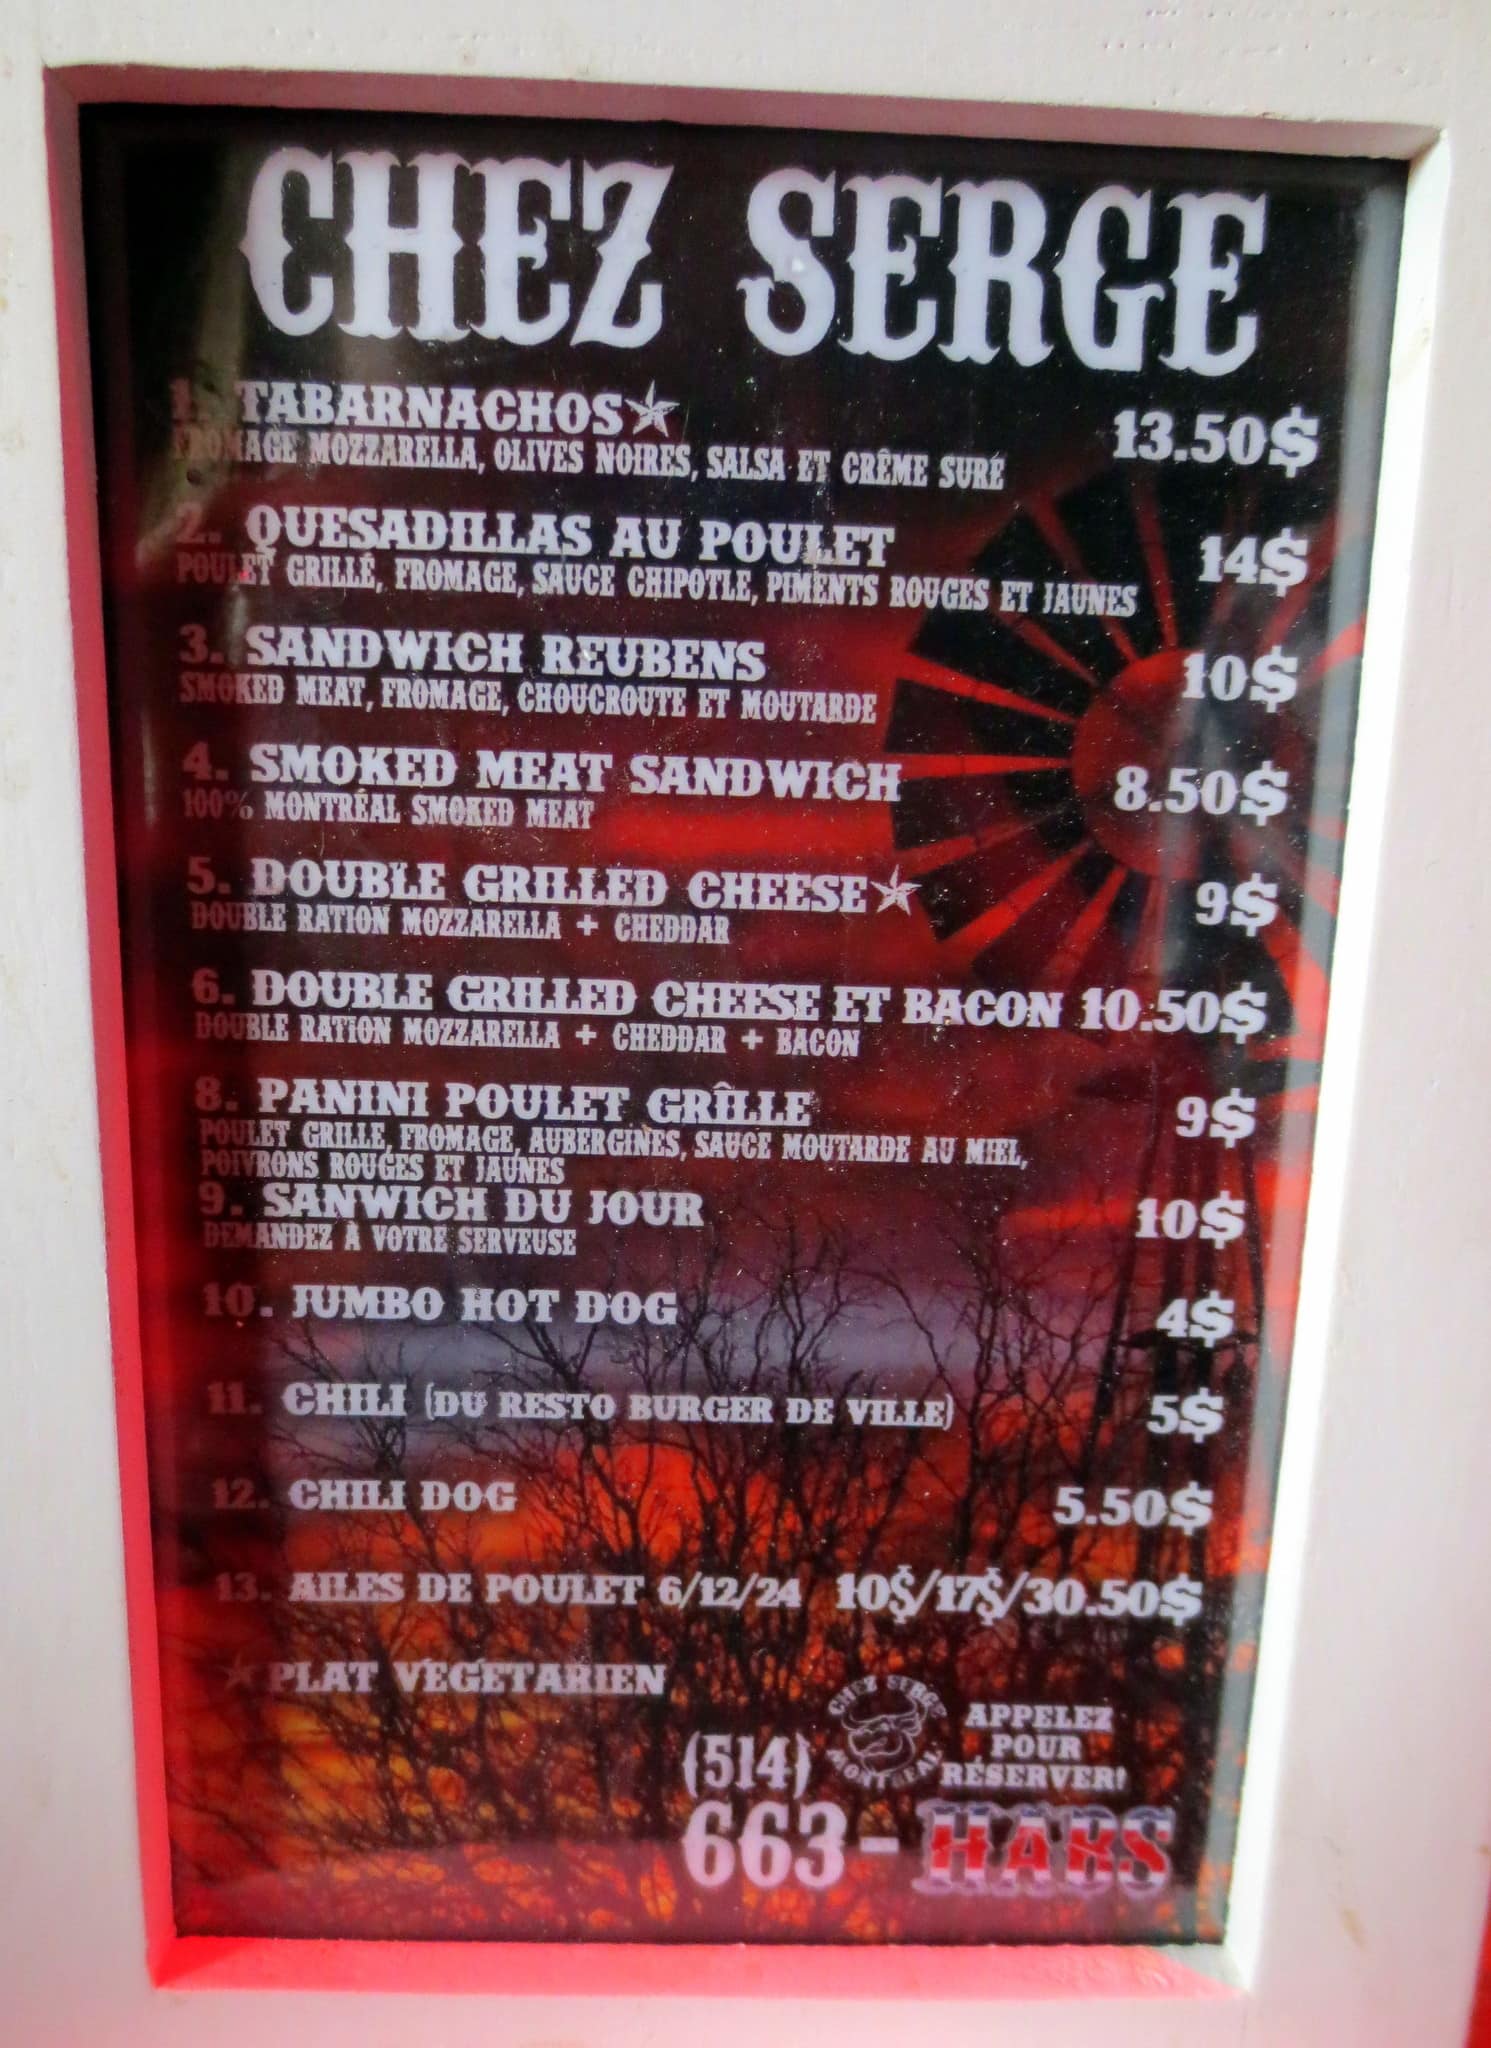 CHEZ SERGE
1. TABARNACHOS★ 13.50$
FROMAGE MOZZARELLA, OLIVES NOIRES, SALSA ET CRÊME SURE
2. QUESADILLAS AU POULET 14$
POULET GRILLÉ, FROMAGE, SAUCE CHIPOTLE, PIMENTS ROUGES ET JAUNES
3. SANDWICH REUBENS 10$
SMOKED MEAT, FROMAGE, CHOUCROUTE ET MOUTARDE
4. SMOKED MEAT SANDWICH 8.50$
100% MONTRÉAL SMOKED MEAT
5. DOUBLE GRILLED CHEESE★ 9$
DOUBLE RATION MOZZARELLA + CHEDDAR
6. DOUBLE GRILLED CHEESE ET BACON 10.50$
DOUBLE RATION MOZZARELLA + CHEDDAR + BACON
8. PANINI POULET GRÎLLE 9$
POULET GRILLE, FROMAGE, AUBERGINES, SAUCE MOUTARDE AU MIEL,
POIVRONS ROUGES ET JAUNES
9. SANWICH DU JOUR 10$
DEMANDEZ À VOTRE SERVEUSE
10. JUMBO HOT DOG 4$
11. CHILI (DU RESTO BURGER DE VILLE) 5$
12. CHILI DOG 5.50$
13. AILES DE POULET 6/12/24 10$/17$/30.50$
★ PLAT VÉGÉTARIEN
CHEZ SERGE
MONTREAL
APPELEZ
POUR
RÉSERVER!
(514)
663-HABS